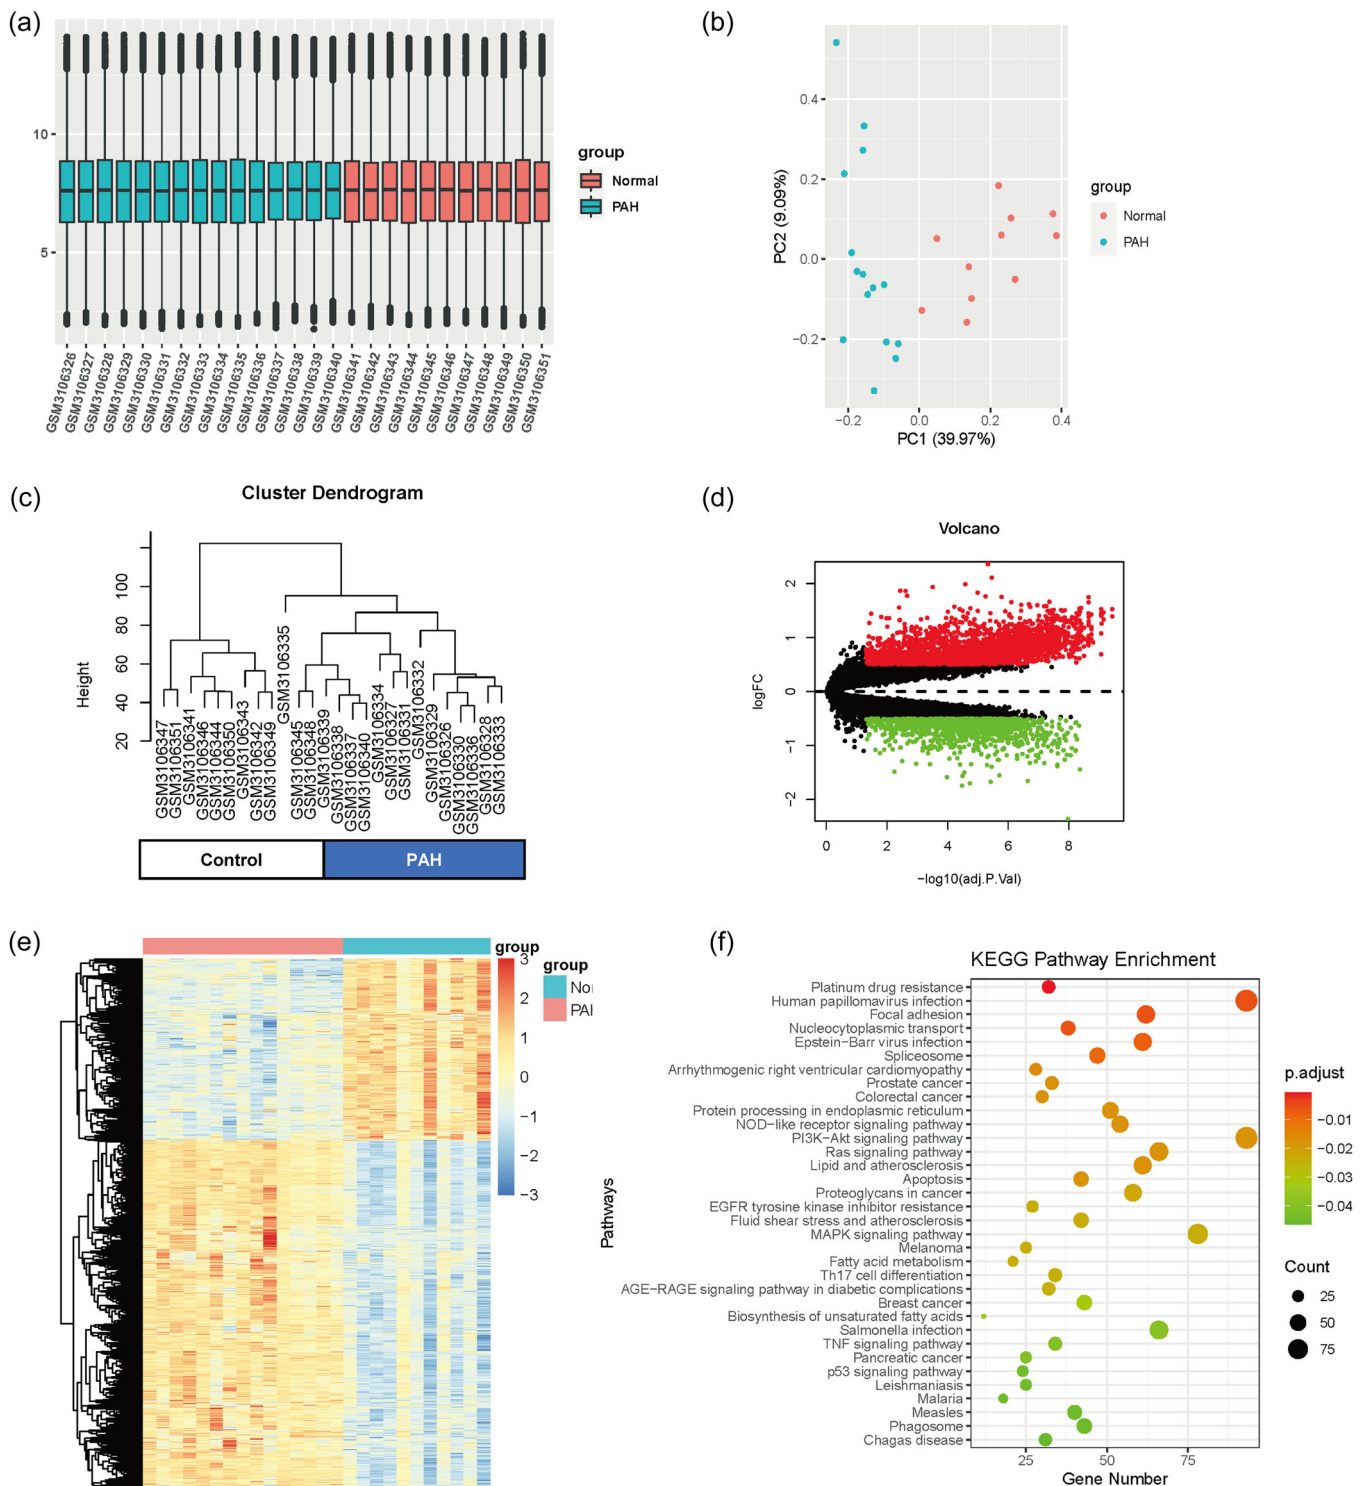 (a)
10
5
GSM3106326
GSM3106327
GSM3106328
GSM3106329
GSM3106330
GSM3106331
GSM3106332
GSM3106333
GSM3106334
GSM3106335
GSM3106336
GSM3106337
GSM3106338
GSM3106339
GSM3106340
GSM3106341
GSM3106342
GSM3106343
GSM3106344
GSM3106345
GSM3106346
GSM3106347
GSM3106348
GSM3106349
GSM3106350
GSM3106351
group
Normal
PAH
(b)
PC2 (9.09%)
0.4
0.2
0.0
−0.2
−0.2
0.0
0.2
0.4
PC1 (39.97%)
group
Normal
PAH
(c)
Cluster Dendrogram
Height
100
80
60
40
20
GSM3106347
GSM3106351
GSM3106341
GSM3106346
GSM3106344
GSM3106350
GSM3106343
GSM3106342
GSM3106349
GSM3106335
GSM3106345
GSM3106348
GSM3106339
GSM3106338
GSM3106337
GSM3106340
GSM3106334
GSM3106327
GSM3106331
GSM3106332
GSM3106329
GSM3106326
GSM3106330
GSM3106336
GSM3106328
GSM3106333
Control
PAH
(d)
Volcano
logFC
2
1
0
−1
−2
0
2
4
6
8
−log10(adj.P.Val)
(e)
group
3
2
1
0
−1
−2
−3
group
Nor
PAH
(f)
KEGG Pathway Enrichment
Pathways
Platinum drug resistance
Human papillomavirus infection
Focal adhesion
Nucleocytoplasmic transport
Epstein−Barr virus infection
Spliceosome
Arrhythmogenic right ventricular cardiomyopathy
Prostate cancer
Colorectal cancer
Protein processing in endoplasmic reticulum
NOD−like receptor signaling pathway
PI3K−Akt signaling pathway
Ras signaling pathway
Lipid and atherosclerosis
Apoptosis
Proteoglycans in cancer
EGFR tyrosine kinase inhibitor resistance
Fluid shear stress and atherosclerosis
MAPK signaling pathway
Melanoma
Fatty acid metabolism
Th17 cell differentiation
AGE−RAGE signaling pathway in diabetic complications
Breast cancer
Biosynthesis of unsaturated fatty acids
Salmonella infection
TNF signaling pathway
Pancreatic cancer
p53 signaling pathway
Leishmaniasis
Malaria
Measles
Phagosome
Chagas disease
25
50
75
Gene Number
p.adjust
0.01
0.02
0.03
0.04
Count
25
50
75